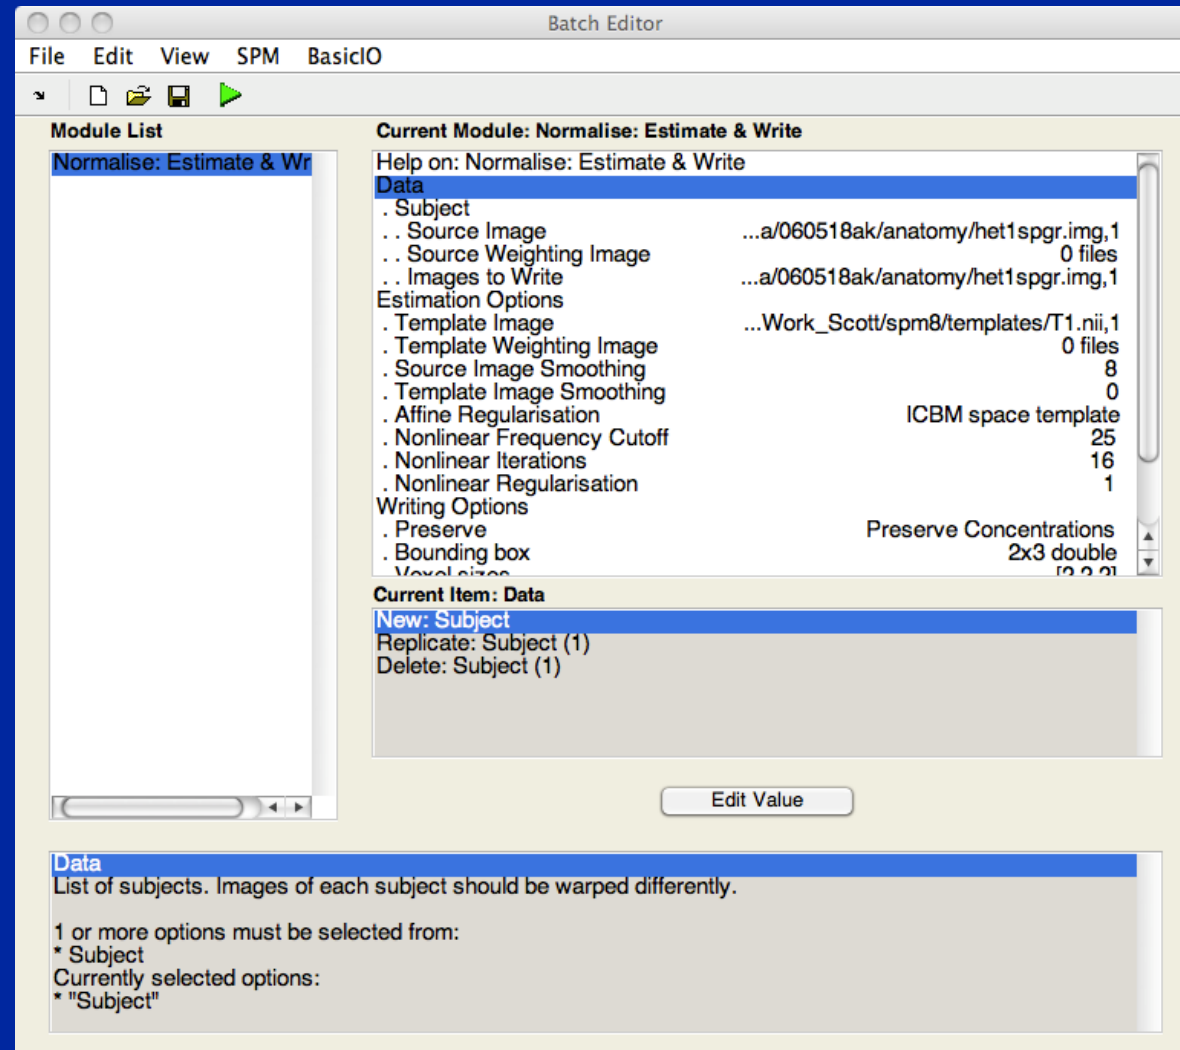 Batch Editor
File Edit View SPM BasicIO
Module List
Normalise: Estimate & Wr
Current Module: Normalise: Estimate & Write
Help on: Normalise: Estimate & Write
Data
. Subject
. . Source Image ...a/060518ak/anatomy/het1spgr.img,1
. . Source Weighting Image 0 files
. . Images to Write ...a/060518ak/anatomy/het1spgr.img,1
Estimation Options
. Template Image ...Work_Scott/spm8/templates/T1.nii,1
. Template Weighting Image 0 files
. Source Image Smoothing 8
. Template Image Smoothing 0
. Affine Regularisation ICBM space template
. Nonlinear Frequency Cutoff 25
. Nonlinear Iterations 16
. Nonlinear Regularisation 1
Writing Options
. Preserve Preserve Concentrations
. Bounding box 2x3 double
. Voxel sizes
Current Item: Data
New: Subject
Replicate: Subject (1)
Delete: Subject (1)
Edit Value
Data
List of subjects. Images of each subject should be warped differently.
1 or more options must be selected from:
* Subject
Currently selected options:
* "Subject"